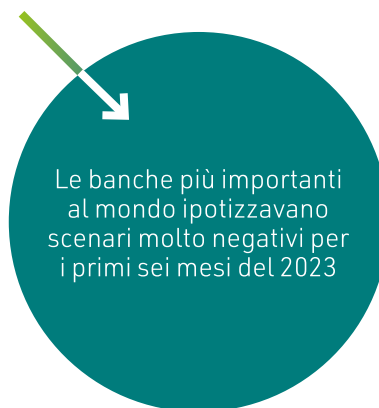 Le banche più importanti
al mondo ipotizzavano
scenari molto negativi per
i primi sei mesi del 2023